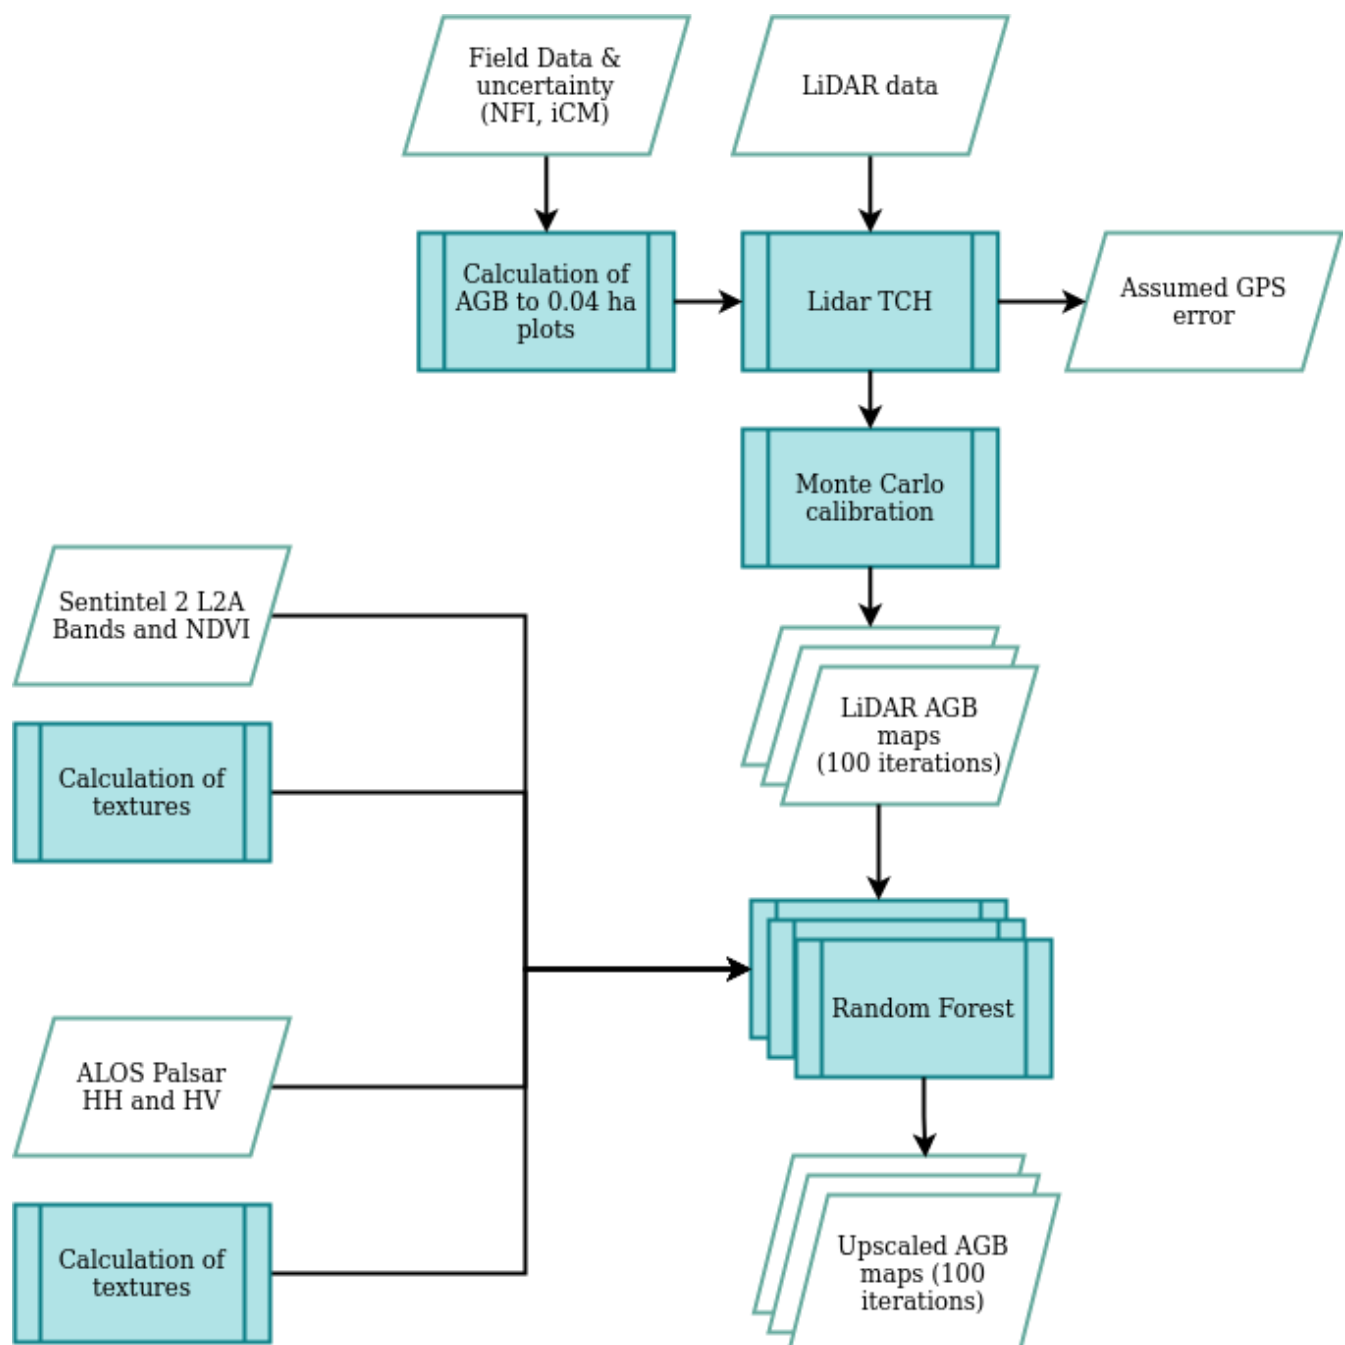 Field Data &
uncertainty
(NFI, iCM)
LiDAR data
Calculation of
AGB to 0.04 ha
plots
Lidar TCH
Assumed GPS
error
Monte Carlo
calibration
Sentintel 2 L2A
Bands and NDVI
LiDAR AGB
maps
(100 iterations)
Calculation of
textures
Random Forest
ALOS Palsar
HH and HV
Calculation of
textures
Upscaled AGB
maps (100
iterations)